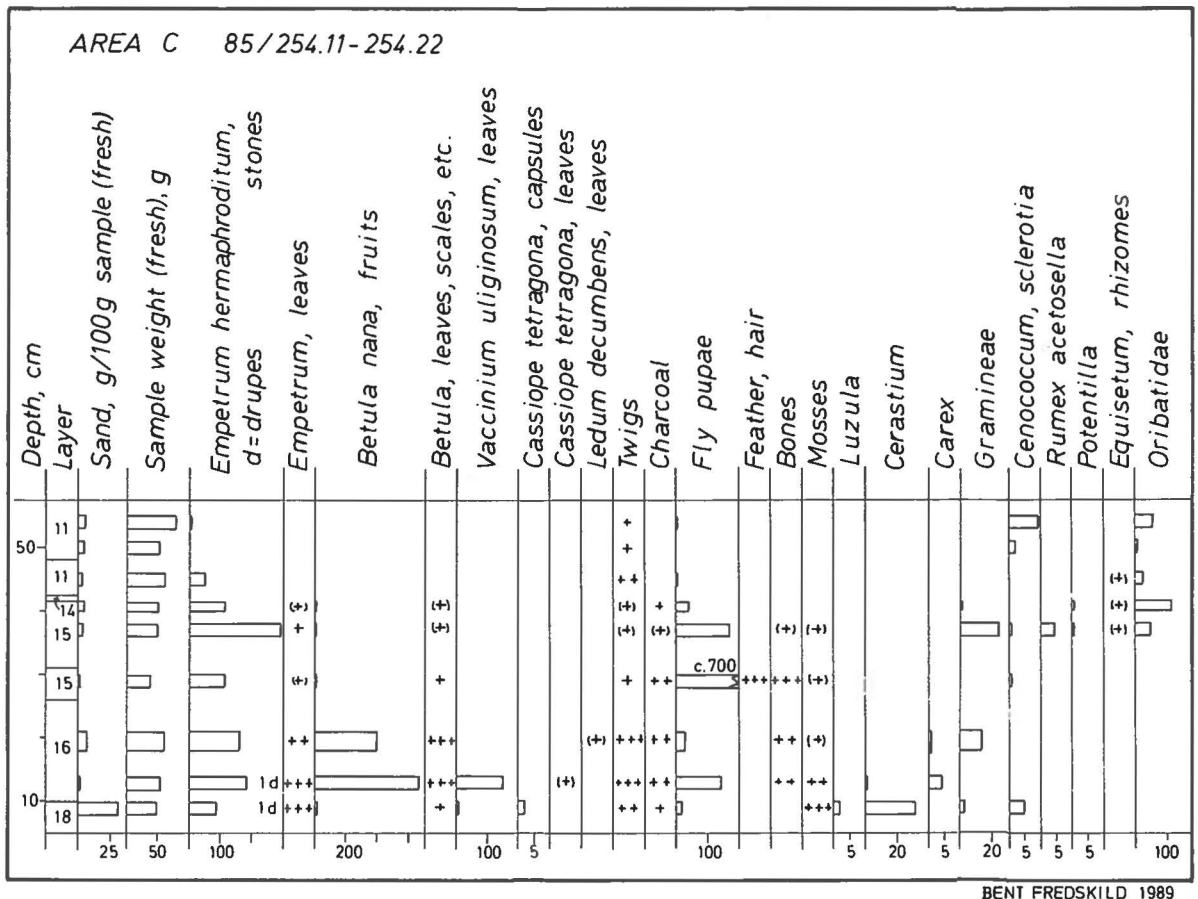 AREA C 85/254.11-254.22
Depth, cm
Layer
Sand, g/100g sample (fresh)
Sample weight (fresh), g
Empetrum hermaphroditum, stones
d=drupes
Empetrum, leaves
Betula nana, fruits
Betula, leaves, scales, etc.
Vaccinium uliginosum, leaves
Cassiope tetragona, capsules
Cassiope tetragona, leaves
Ledum decumbens, leaves
Twigs
Charcoal
Fly pupae
Feather, hair
Bones
Mosses
Luzula
Cerastium
Carex
Gramineae
Cenococcum, sclerotia
Rumex acetosella
Potentilla
Equisetum, rhizomes
Oribatidae
11 +
50 +
11 ++ (+)
14 (+) (+) (+) + (+)
15 + (+) (+) (+) (+) (+) (+)
c.700
15 (+) + + ++ +++ +++ (+)
16 ++ +++ (+) +++ ++ ++ (+)
1d +++ +++ (+) +++ ++ ++ ++
10 18 1d +++ + ++ + +++
25 50 100 200 100 5 100 5 20 5 20 5 5 5 100
BENT FREDSKILD 1989